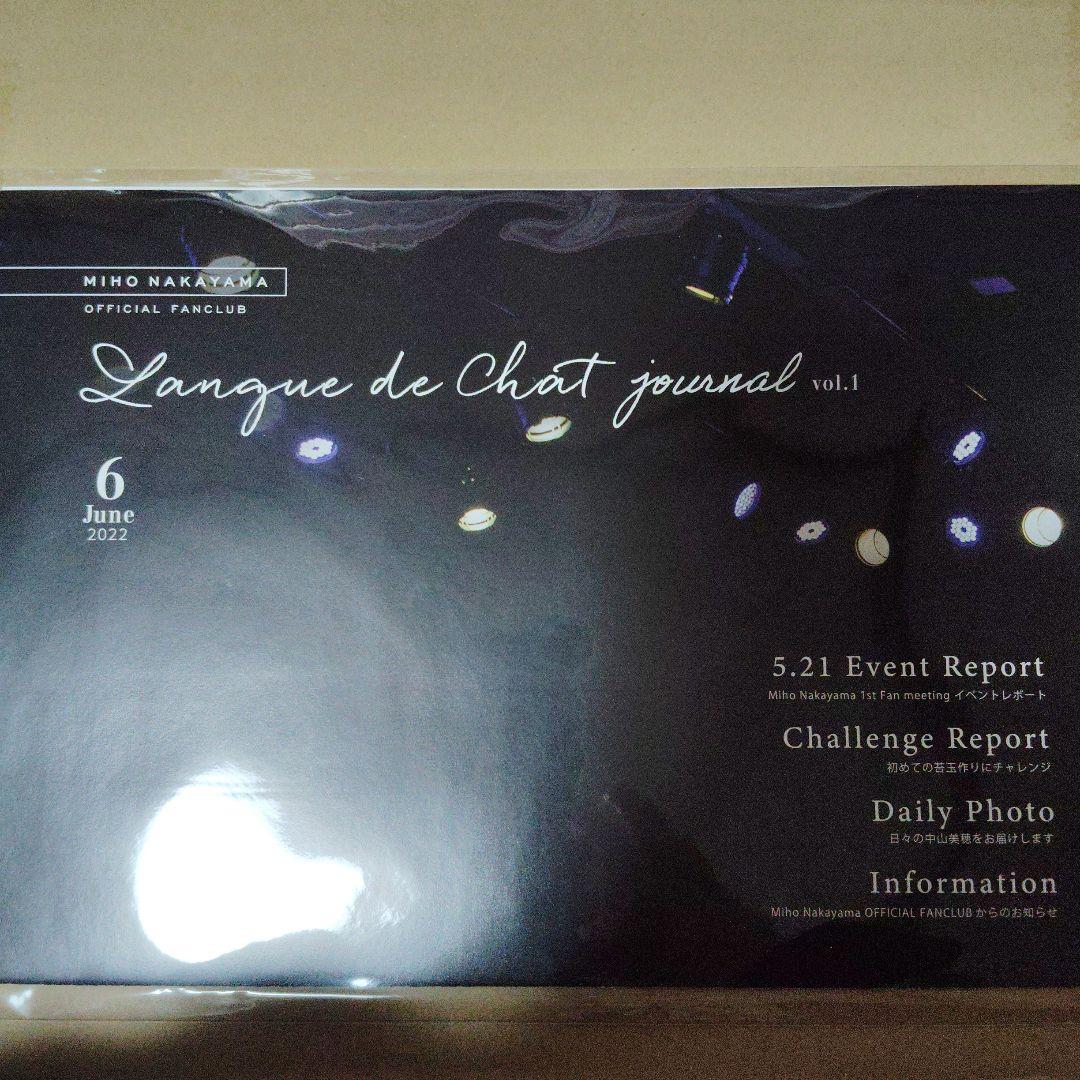 MIHO NAKAYAMA
OFFICIAL FANCLUB
Langue de Chat journal vol.1
6
June
2022
5.21 Event Report
Miho Nakayama 1st Fan meeting イベントレポート
Challenge Report
初めての苔玉作りにチャレンジ
Daily Photo
日々の中山美穂をお届けします
Information
Miho Nakayama OFFICIAL FANCLUB からのお知らせ